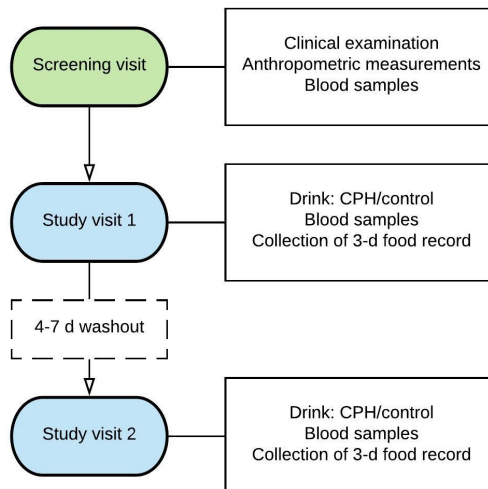 Screening visit
Clinical examination
Anthropometric measurements
Blood samples
Study visit 1
Drink: CPH/control
Blood samples
Collection of 3-d food record
4-7 d washout
Study visit 2
Drink: CPH/control
Blood samples
Collection of 3-d food record